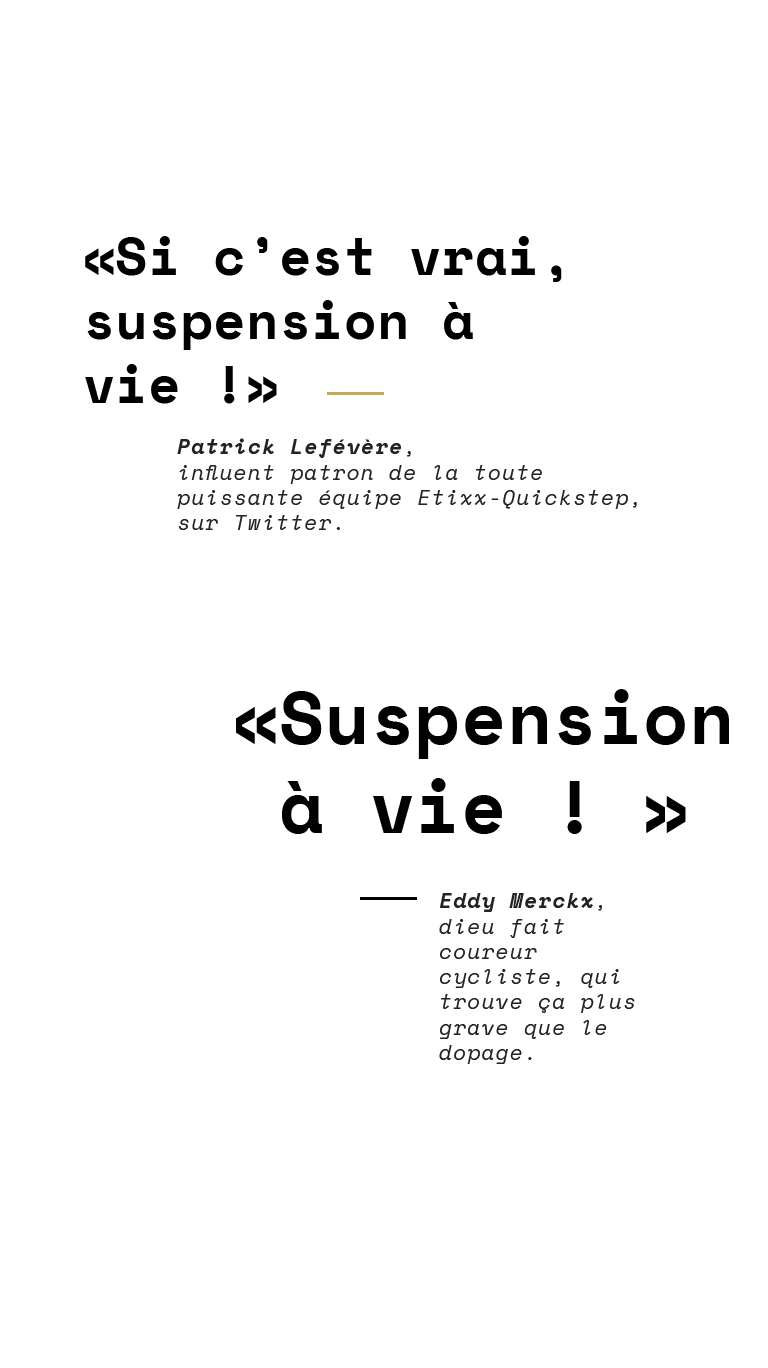 «Si c’est vrai,
suspension à
vie !»
Patrick Lefévère,
influent patron de la toute
puissante équipe Etixx-Quickstep,
sur Twitter.
«Suspension
à vie ! »
Eddy Merckx,
dieu fait
coureur
cycliste, qui
trouve ça plus
grave que le
dopage.